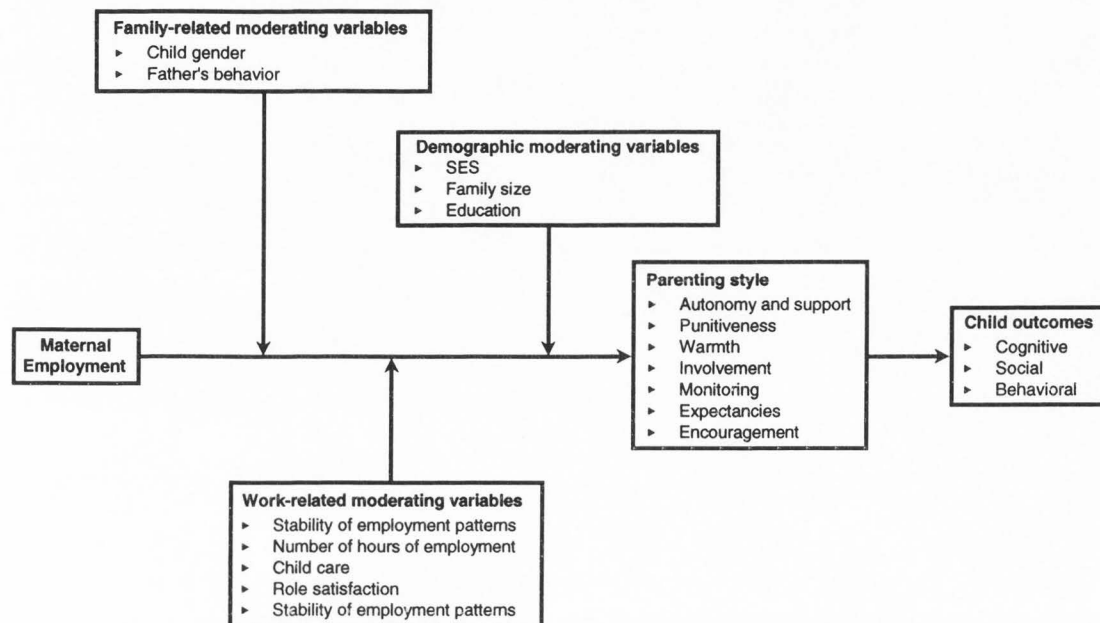 Family-related moderating variables
▸ Child gender
▸ Father's behavior
Demographic moderating variables
▸ SES
▸ Family size
▸ Education
Maternal
Employment
Parenting style
▸ Autonomy and support
▸ Punitiveness
▸ Warmth
▸ Involvement
▸ Monitoring
▸ Expectancies
▸ Encouragement
Child outcomes
▸ Cognitive
▸ Social
▸ Behavioral
Work-related moderating variables
▸ Stability of employment patterns
▸ Number of hours of employment
▸ Child care
▸ Role satisfaction
▸ Stability of employment patterns